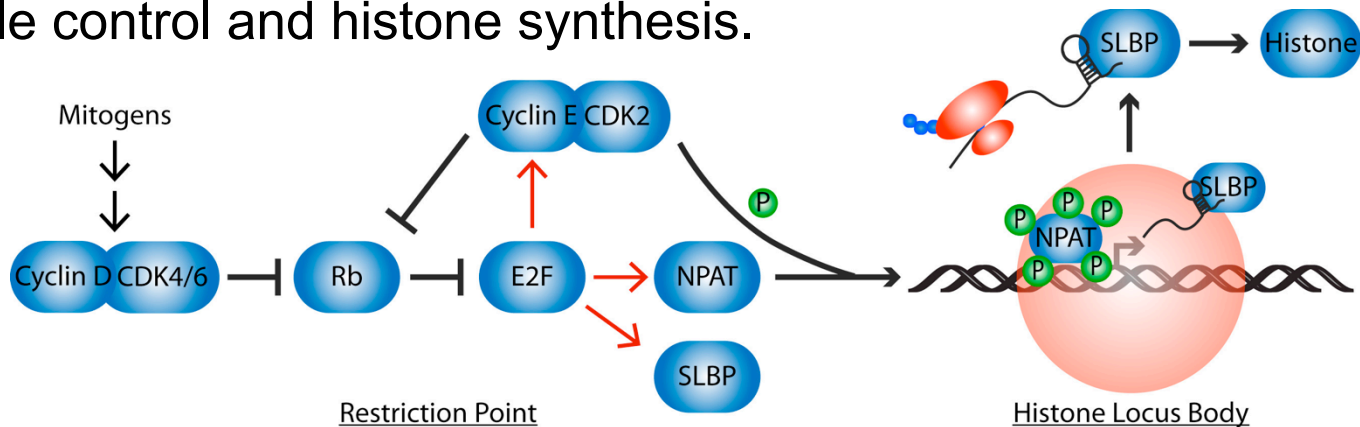 le control and histone synthesis.
SLBP
Histone
Mitogens
Cyclin E CDK2
P
SLBP
P
P
P
NPAT
P
P
Cyclin D CDK4/6
Rb
E2F
NPAT
SLBP
Restriction Point
Histone Locus Body